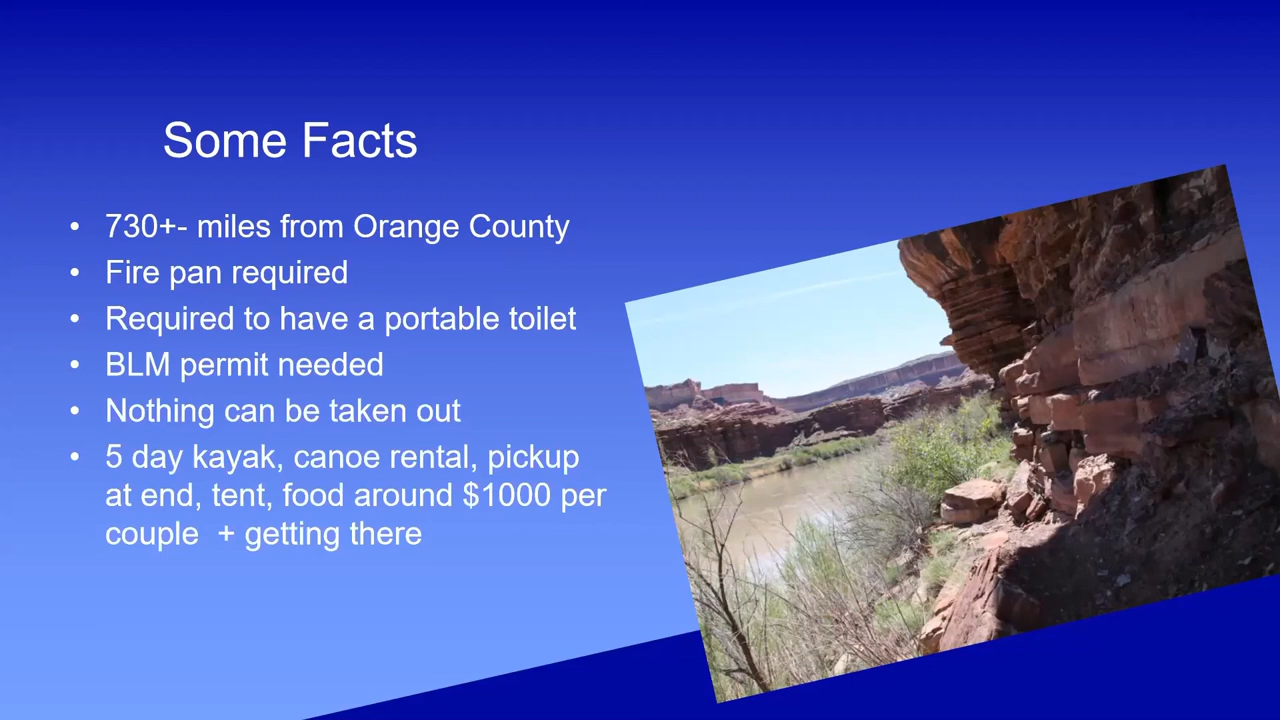 Some Facts
• 730+- miles from Orange County
• Fire pan required
• Required to have a portable toilet
• BLM permit needed
• Nothing can be taken out
• 5 day kayak, canoe rental, pickup
at end, tent, food around $1000 per
couple  + getting there